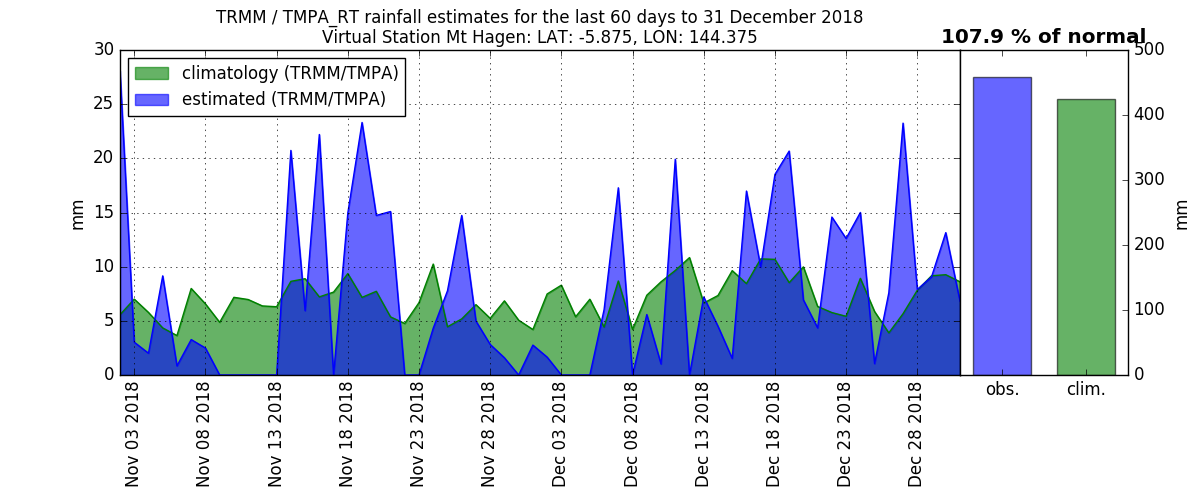 TRMM / TMPA_RT rainfall estimates for the last 60 days to 31 December 2018
Virtual Station Mt Hagen: LAT: -5.875, LON: 144.375
107.9 % of normal
climatology (TRMM/TMPA)
estimated (TRMM/TMPA)
30
25
20
15
10
5
0
mm
Nov 03 2018
Nov 08 2018
Nov 13 2018
Nov 18 2018
Nov 23 2018
Nov 28 2018
Dec 03 2018
Dec 08 2018
Dec 13 2018
Dec 18 2018
Dec 23 2018
Dec 28 2018
obs.
clim.
500
400
300
200
100
0
mm